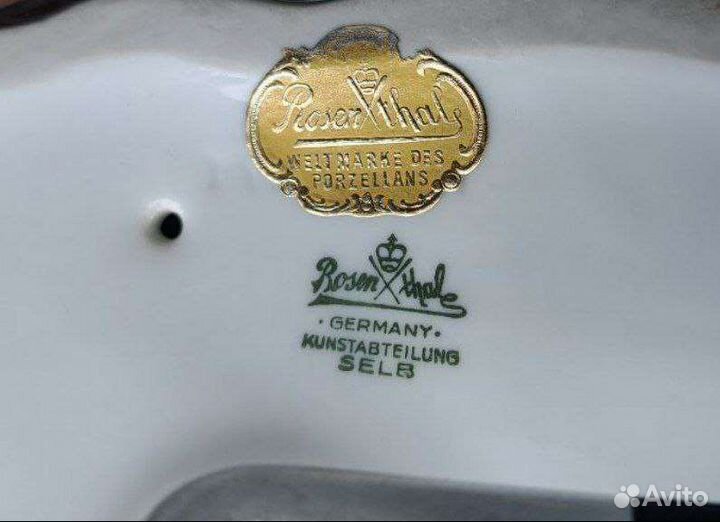 Rosenthal
WELTMARKE DES
PORZELLANS
Rosenthal
· GERMANY ·
KUNSTABTEILUNG
SELB
Avito